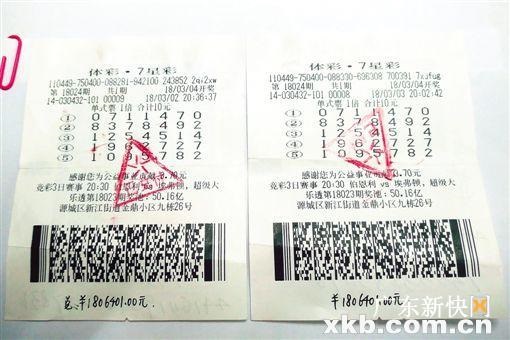 体彩·7星彩
110449-750400-088281-942100 243852 2qi2xw
第 18024期 共1期 18/03/04开奖
14-030432-101 00009 18/03/02 20:36:37
单式票 1倍 合计10元
① 0 7 1 1 4 7 0
② 8 3 7 8 4 9 2
③ 1 2 5 4 5 1 4
④ 1 9 6 2 7 2 7
⑤ 1 0 9 5 7 8 2
感谢您为公益事业贡献 3.70元
竞彩3日赛事 20:30 伯恩利 vs 埃弗顿, 超级大
乐透第18023期奖池: 50.16亿
源城区新江街道金鼎小区九栋26号
总:¥1806401.00元.
体彩·7星彩
110449-750400-088330-696308 700391 7xufug
第 18024期 共1期 18/03/04开奖
14-030432-101 00008 18/03/03 20:02:42
单式票 1倍 合计10元
① 0 7 1 1 4 7 0
② 8 3 7 8 4 9 2
③ 1 2 5 4 5 1 4
④ 1 9 6 2 7 2 7
⑤ 1 0 9 5 7 8 2
感谢您为公益事业贡献 3.70元
竞彩3日赛事 20:30 伯恩利 vs 埃弗顿, 超级大
乐透第18023期奖池: 50.16亿
源城区新江街道金鼎小区九栋26号
¥180640 .00元
广东新快网
xkb.com.cn